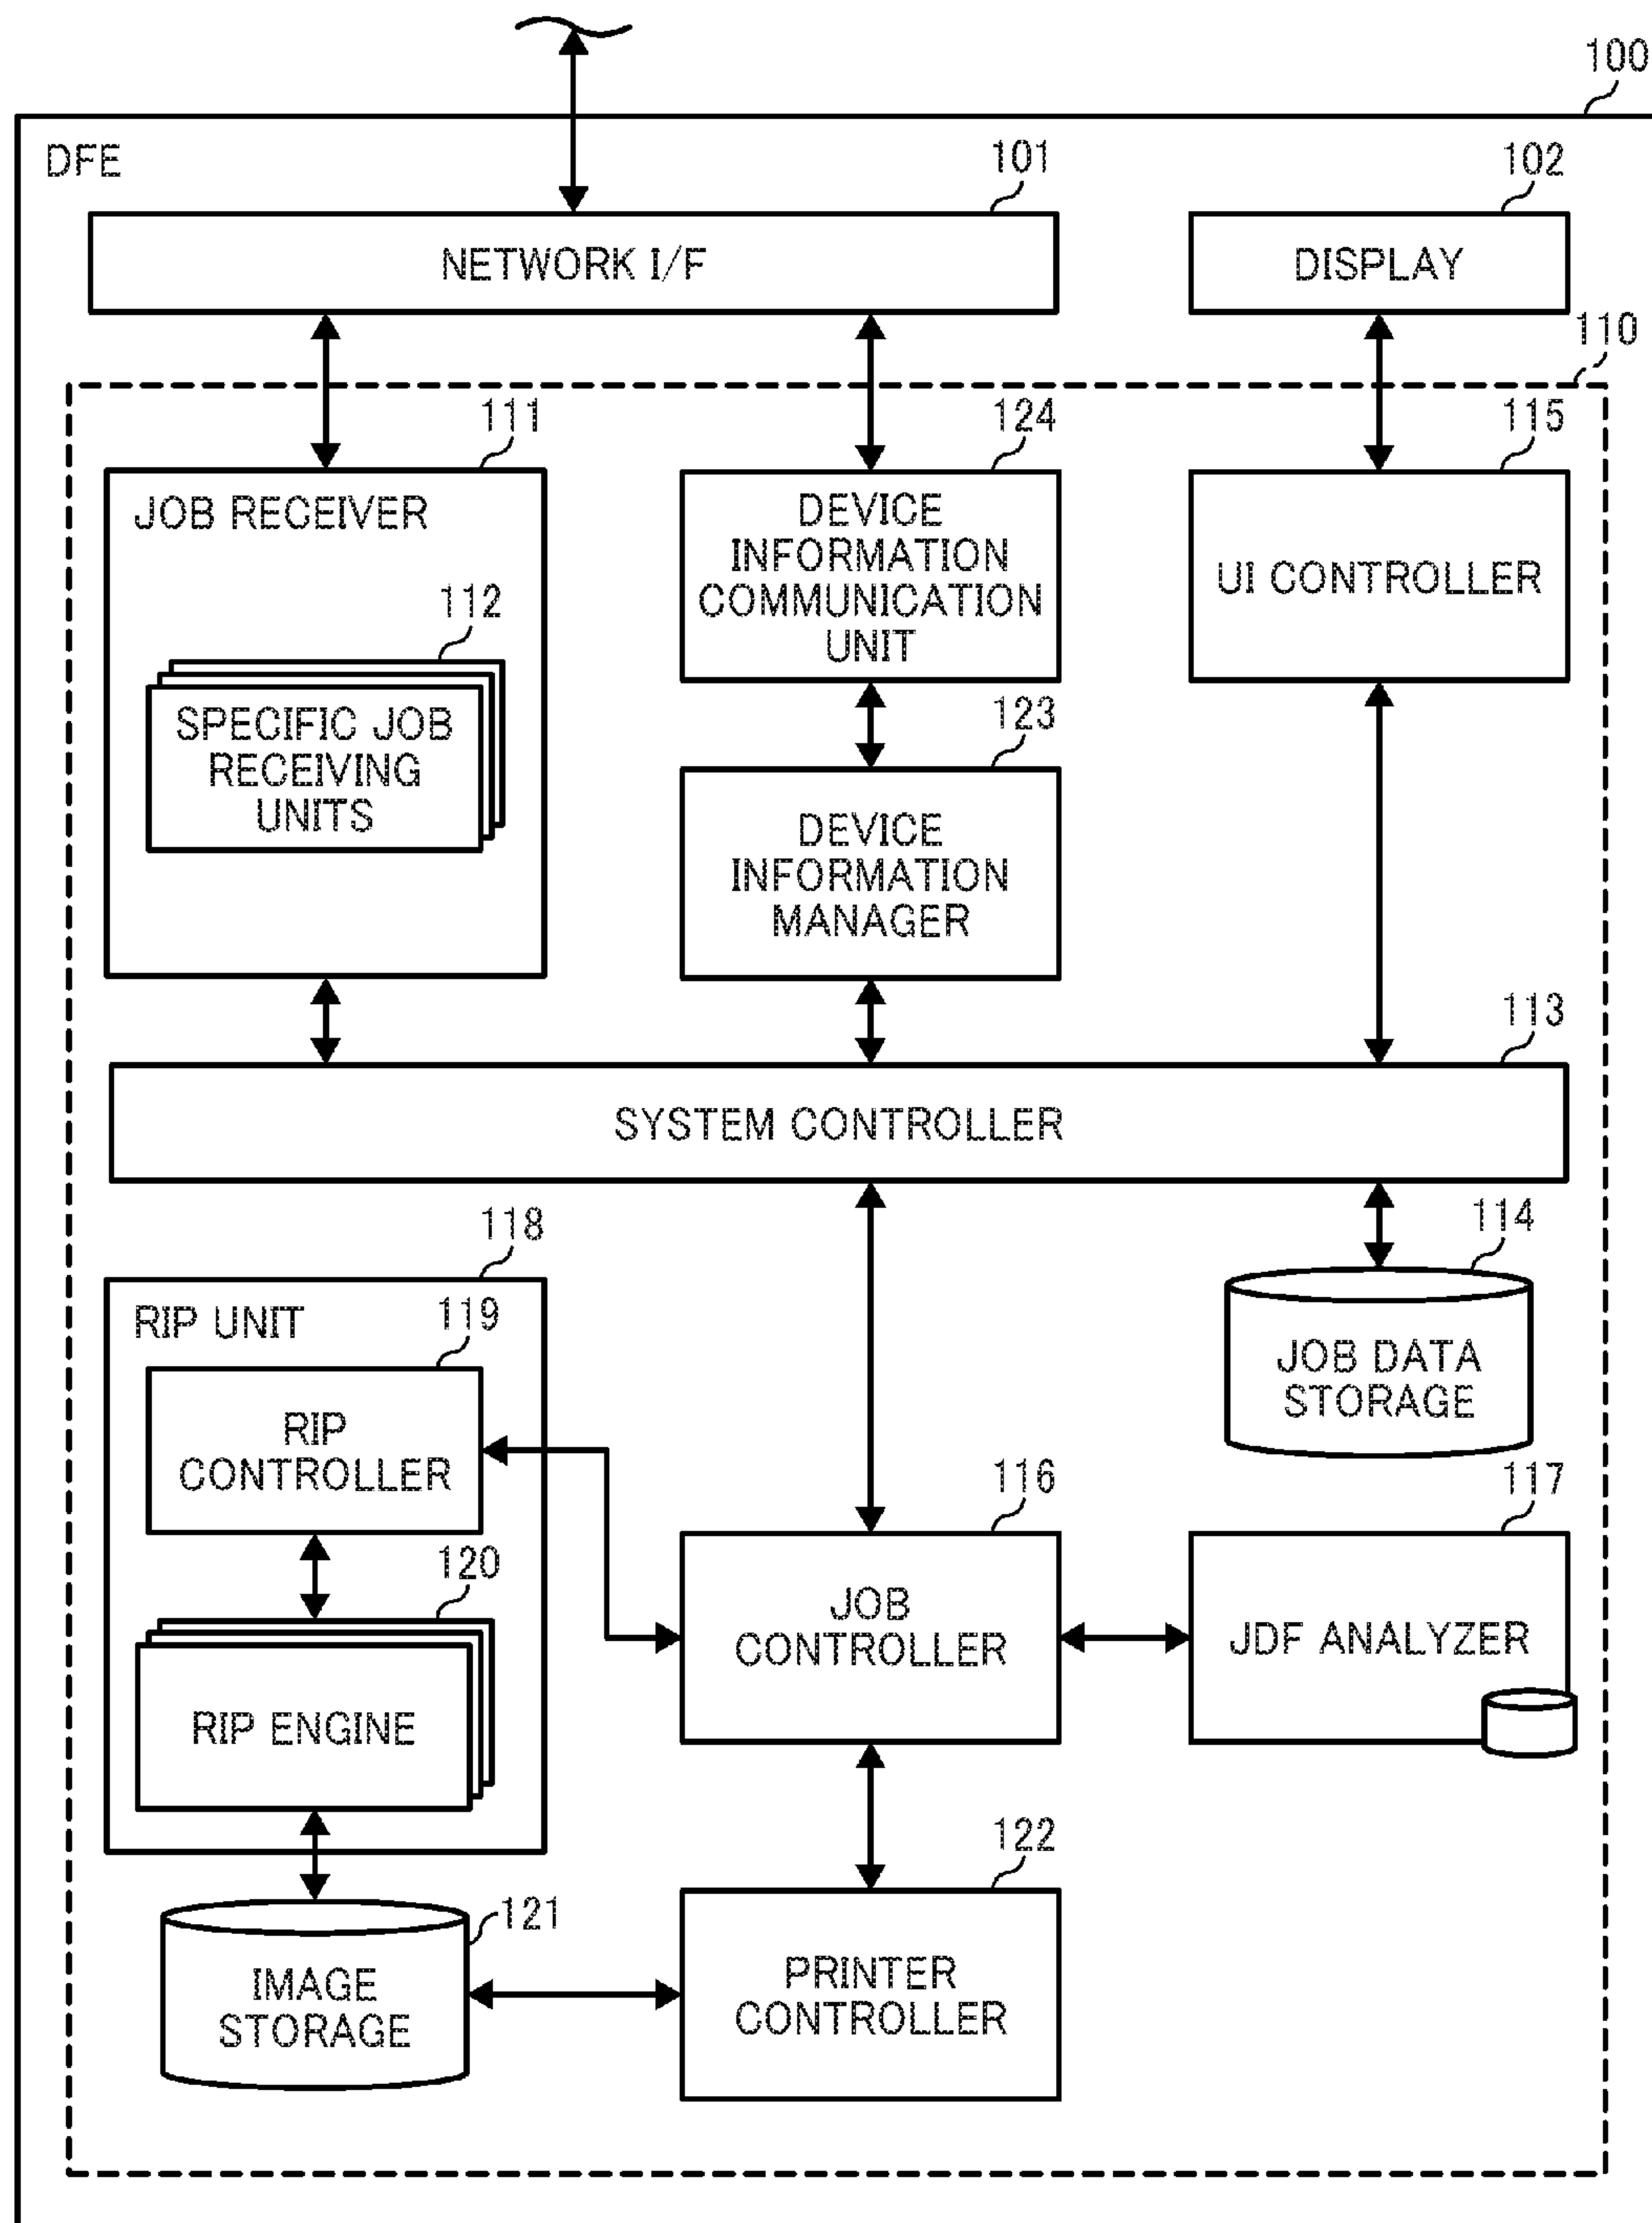 100
DFE
101
102
NETWORK I/F
DISPLAY
110
111
124
115
JOB RECEIVER
DEVICE
INFORMATION
COMMUNICATION
UNIT
UI CONTROLLER
112
SPECIFIC JOB
RECEIVING
UNITS
123
DEVICE
INFORMATION
MANAGER
113
SYSTEM CONTROLLER
118
114
RIP UNIT
119
JOB DATA
STORAGE
RIP
CONTROLLER
116
117
120
JOB
CONTROLLER
JDF ANALYZER
RIP ENGINE
122
121
IMAGE
STORAGE
PRINTER
CONTROLLER